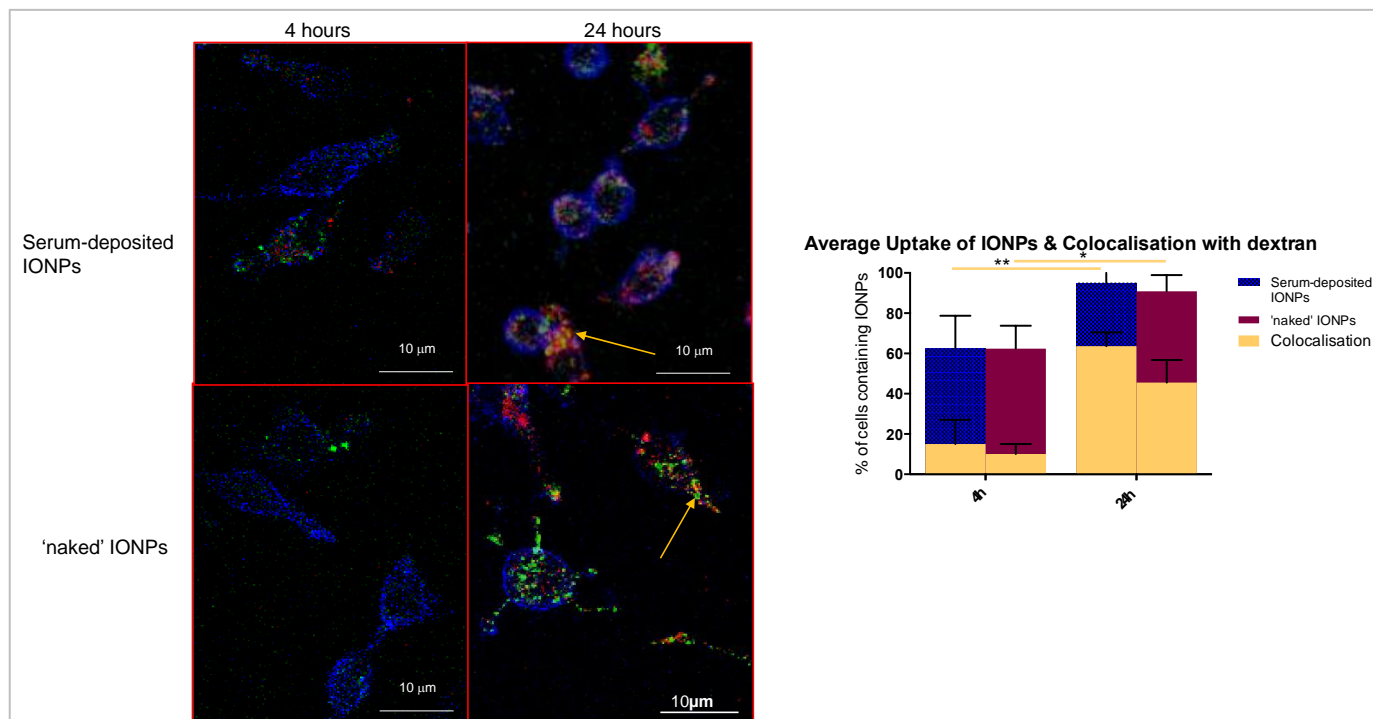 4 hours
24 hours
Serum-deposited
IONPs
10 μm
10 μm
'naked' IONPs
10 μm
10μm
Average Uptake of IONPs & Colocalisation with dextran
**
*
% of cells containing IONPs
100
80
60
40
20
0
4h
24h
Serum-deposited
IONPs
'naked' IONPs
Colocalisation